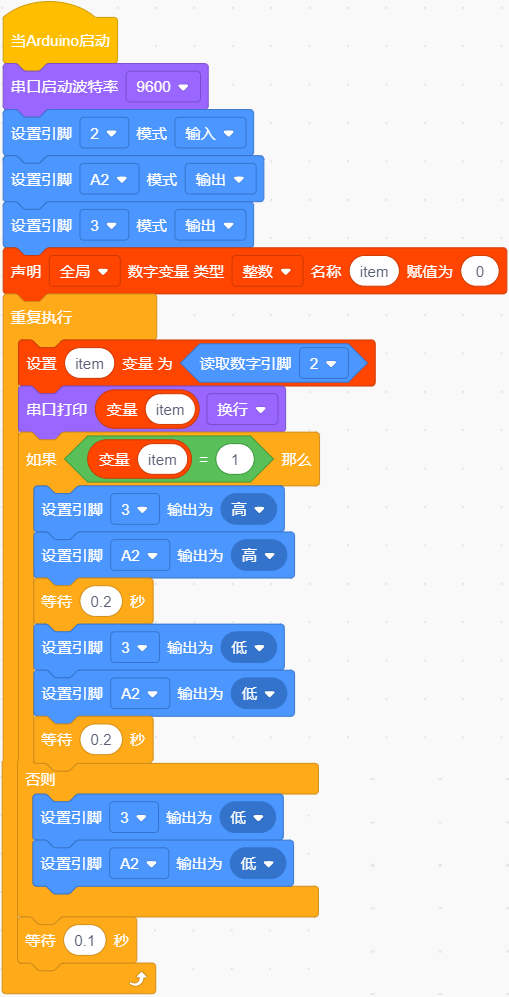 当Arduino启动
串口启动波特率 9600
设置引脚 2 模式 输入
设置引脚 A2 模式 输出
设置引脚 3 模式 输出
声明 全局 数字变量 类型 整数 名称 item 赋值为 0
重复执行
设置 item 变量 为 读取数字引脚 2
串口打印 变量 item 换行
如果 变量 item = 1 那么
设置引脚 3 输出为 高
设置引脚 A2 输出为 高
等待 0.2 秒
设置引脚 3 输出为 低
设置引脚 A2 输出为 低
等待 0.2 秒
否则
设置引脚 3 输出为 低
设置引脚 A2 输出为 低
等待 0.1 秒